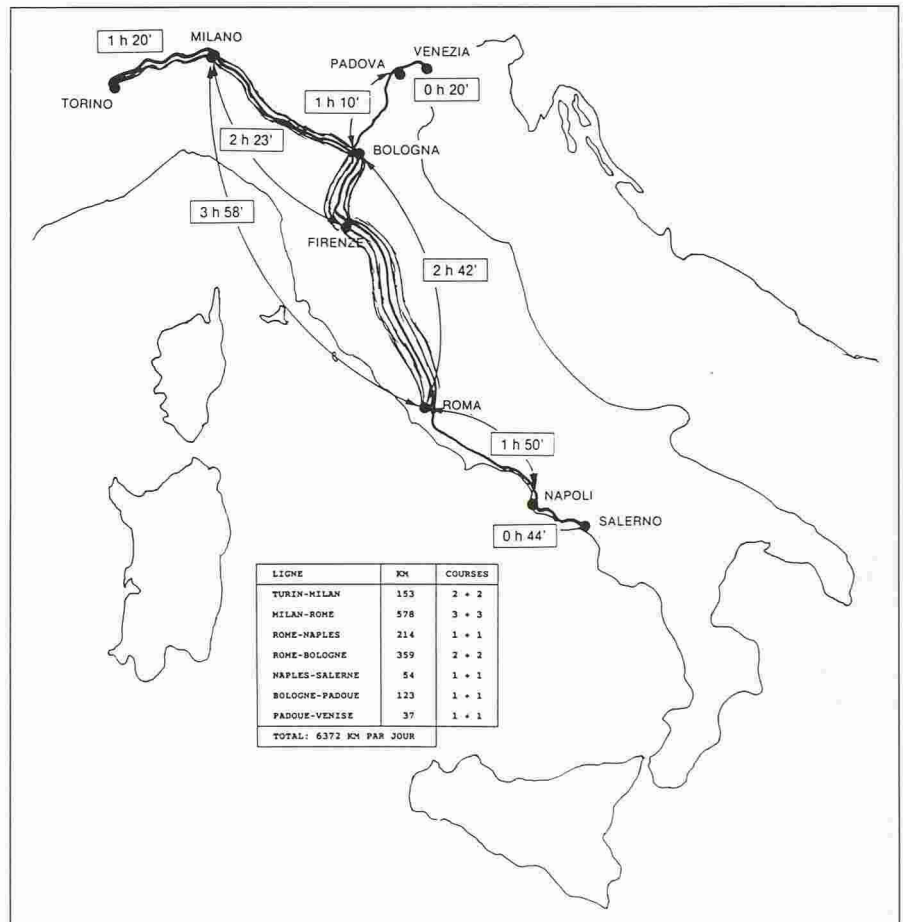 1 h 20'
MILANO
TORINO
PADOVA
VENEZIA
0 h 20'
1 h 10'
BOLOGNA
2 h 23'
3 h 58'
FIRENZE
2 h 42'
ROMA
1 h 50'
NAPOLI
SALERNO
0 h 44'
LIGNE KM COURSES
TURIN-MILAN 153 2 + 2
MILAN-ROME 578 3 + 3
ROME-NAPLES 214 1 + 1
ROME-BOLOGNE 359 2 + 2
NAPLES-SALERNE 54 1 + 1
BOLOGNE-PADOUE 123 1 + 1
PADOUE-VENISE 37 1 + 1
TOTAL: 6372 KM PAR JOUR